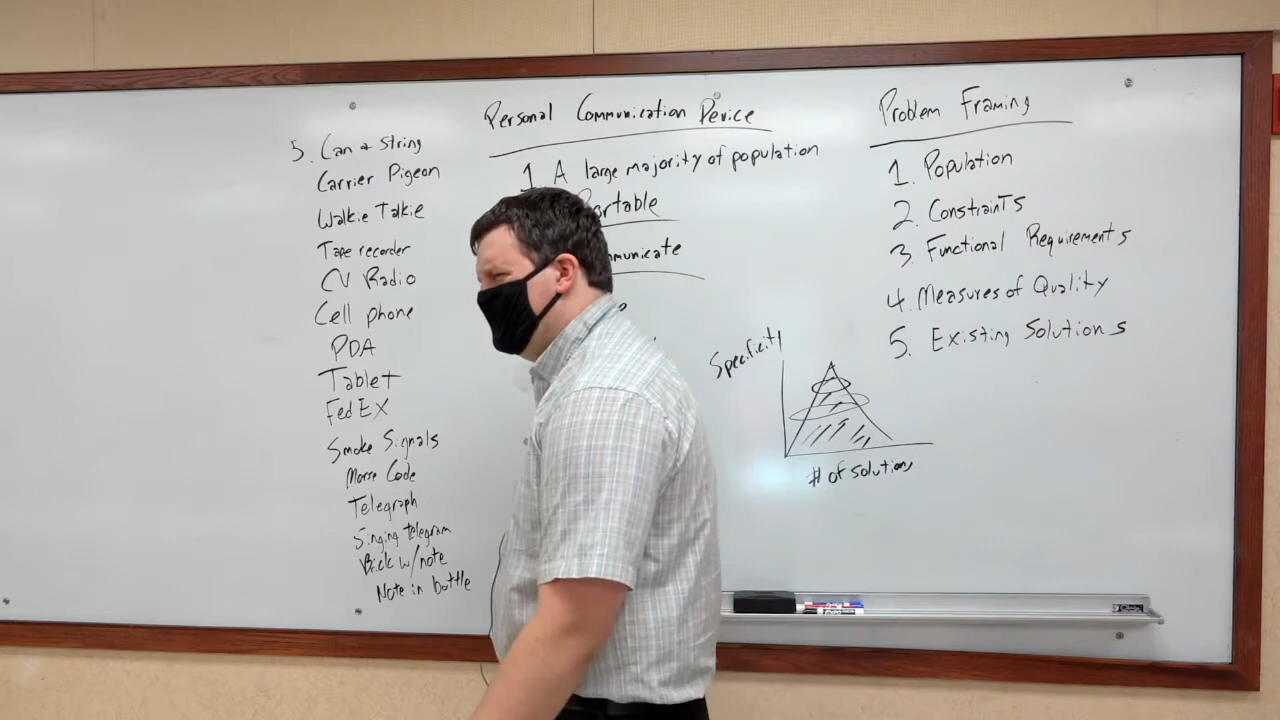 5. Can & String
Carrier Pigeon
Walkie Talkie
Tape recorder
CV Radio
Cell phone
PDA
Tablet
FedEX
Smoke Signals
Morse Code
Telegraph
Singing telegram
Brick w/note
Note in bottle
Personal Communication Device
1. A large majority of population
ortable
mmunicate
Problem Framing
1. Population
2. Constraints
3. Functional Requirements
4. Measures of Quality
5. Existing Solutions
Specificity
# of solutions